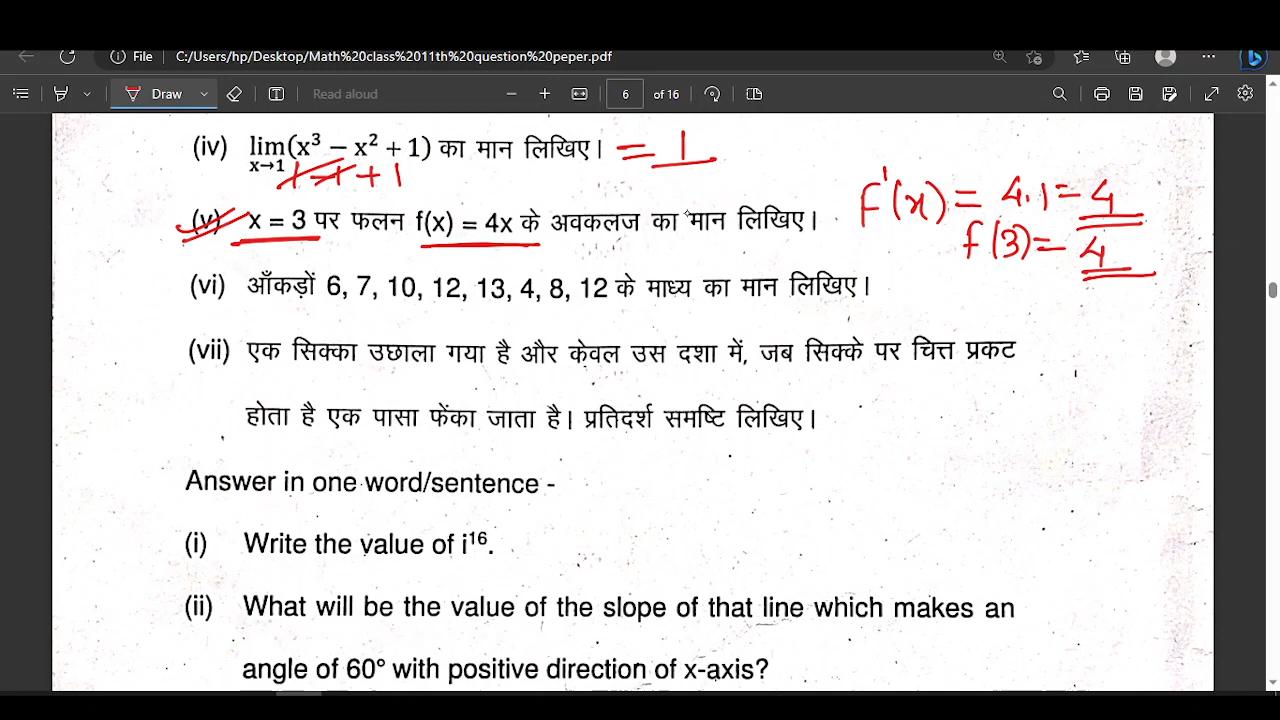 File C:/Users/hp/Desktop/Math%20class%2011th%20question%20peper.pdf
Draw Read aloud 6 of 16
(iv) lim(x³ − x² + 1) का मान लिखिए। = 1
x→1 1 − 1 + 1
(v) x = 3 पर फलन f(x) = 4x के अवकलज का मान लिखिए। F'(x) = 4.1 = 4
f(3) = 4
(vi) आँकड़ों 6, 7, 10, 12, 13, 4, 8, 12 के माध्य का मान लिखिए।
(vii) एक सिक्का उछाला गया है और केवल उस दशा में, जब सिक्के पर चित्त प्रकट
होता है एक पासा फेंका जाता है। प्रतिदर्श समष्टि लिखिए।
Answer in one word/sentence -
(i) Write the value of i¹⁶.
(ii) What will be the value of the slope of that line which makes an
angle of 60° with positive direction of x-axis?